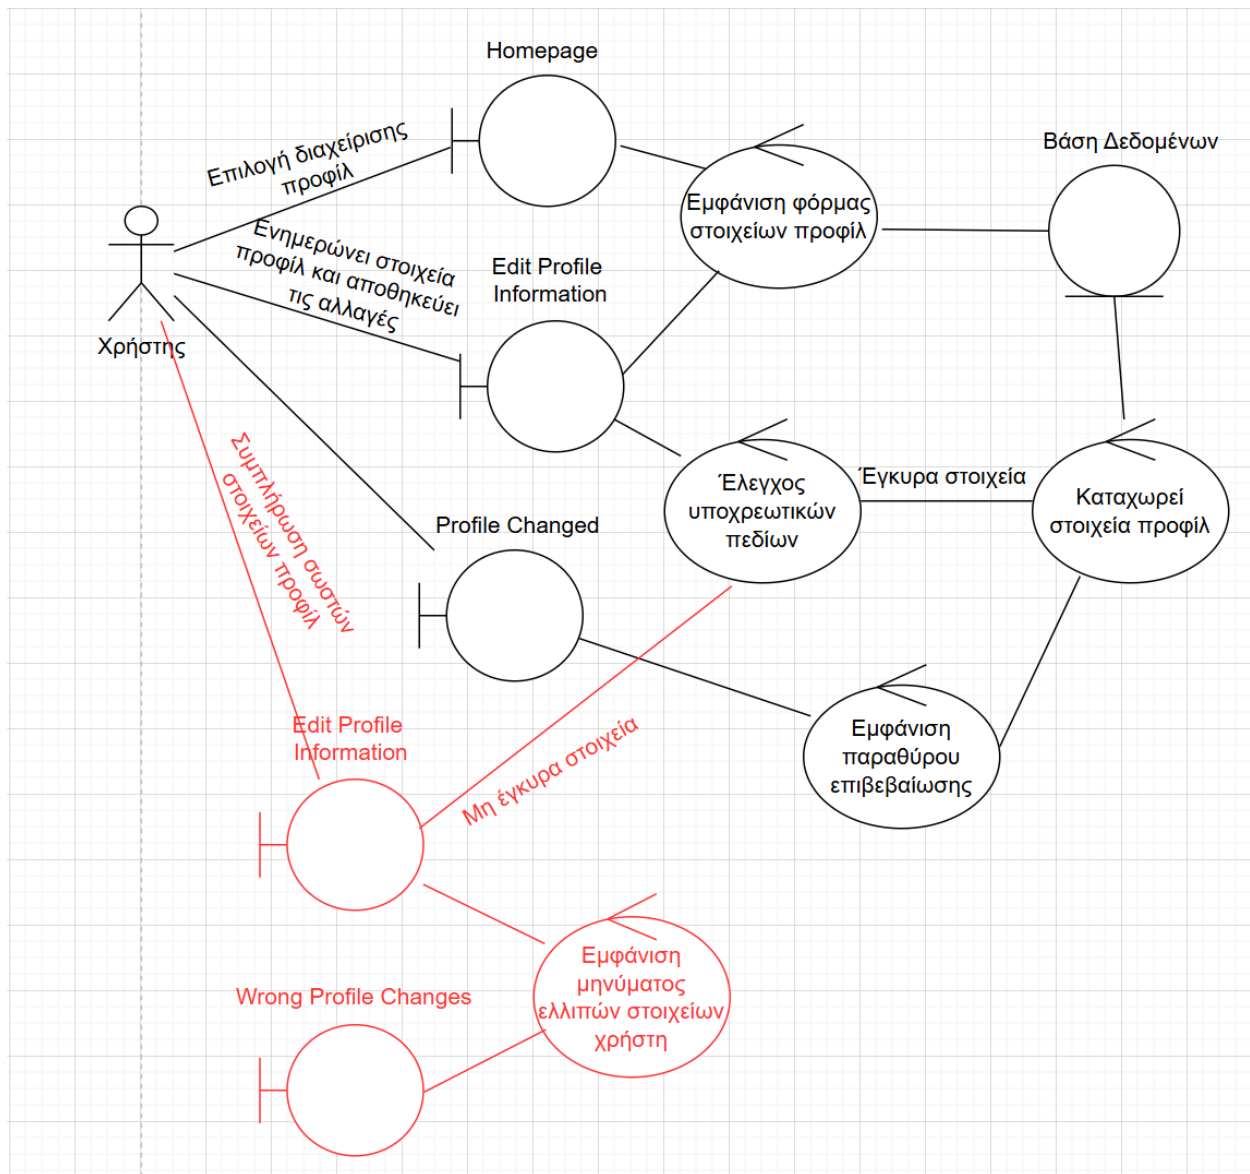 Homepage
Βάση Δεδομένων
Επιλογή διαχείρισης
προφίλ
Εμφάνιση φόρμας
στοιχείων προφίλ
Ενημερώνει στοιχεία
προφίλ και αποθηκεύει
τις αλλαγές
Edit Profile
Information
Χρήστης
Συμπλήρωση σωστών
στοιχείων προφίλ
Έλεγχος
υποχρεωτικών
πεδίων
Έγκυρα στοιχεία
Καταχωρεί
στοιχεία προφίλ
Profile Changed
Edit Profile
Information
Μη έγκυρα στοιχεία
Εμφάνιση
παραθύρου
επιβεβαίωσης
Wrong Profile Changes
Εμφάνιση
μηνύματος
ελλιπών στοιχείων
χρήστη